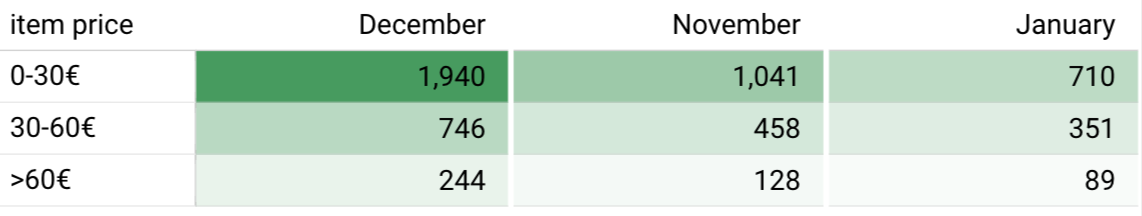 item price December November January
0-30€ 1,940 1,041 710
30-60€ 746 458 351
>60€ 244 128 89